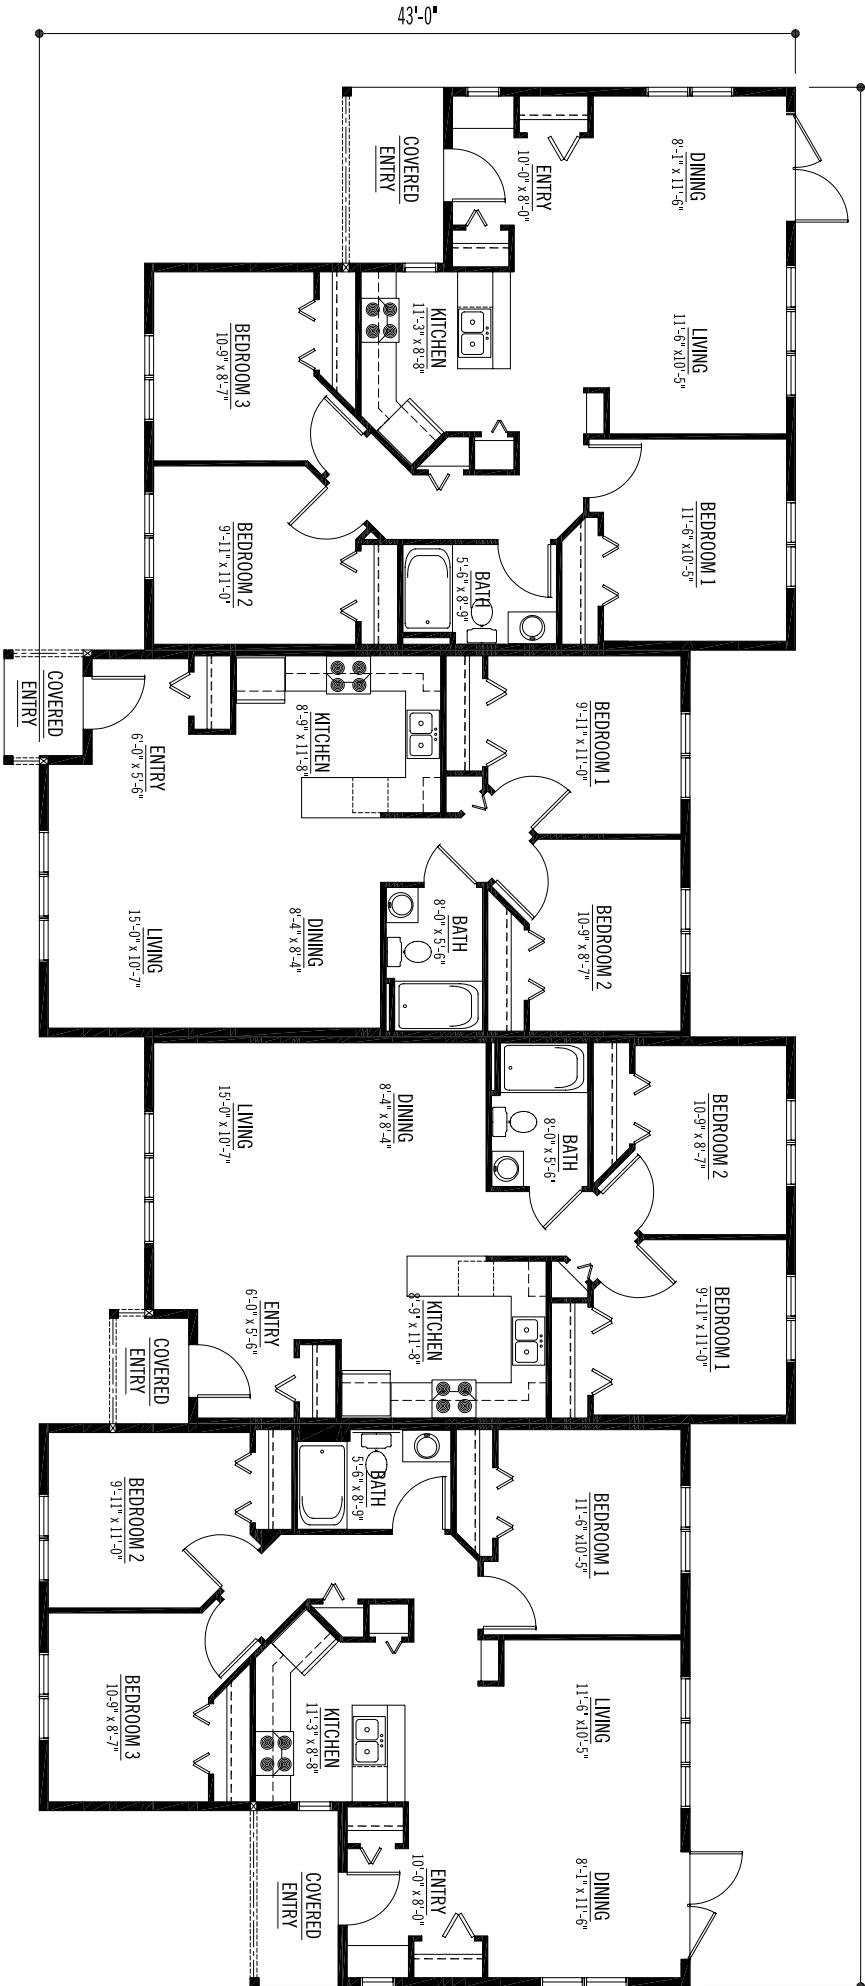 43'-0"
COVERED
ENTRY
ENTRY
10'-0" x 8'-0"
DINING
8'-1" x 11'-6"
BEDROOM 3
10-9" x 8'-7"
KITCHEN
11'-3" x 8'-8"
LIVING
11'-6" x10'-5"
BEDROOM 2
9'-11" x 11'-0"
BATH
5'-6" x 8'-9"
BEDROOM 1
11'-6" x10'-5"
COVERED
ENTRY
ENTRY
6'-0" x 5'-6"
KITCHEN
8'-9" x 11'-8"
BEDROOM 1
9'-11" x 11'-0"
LIVING
15'-0" x 10'-7"
DINING
8'-4" x 8'-4"
BATH
8'-0" x 5'-6"
BEDROOM 2
10-9" x 8'-7"
LIVING
15'-0" x 10'-7"
DINING
8'-4" x 8'-4"
BATH
8'-0" x 5'-6"
BEDROOM 2
10-9" x 8'-7"
COVERED
ENTRY
ENTRY
6'-0" x 5'-6"
KITCHEN
8'-9" x 11'-8"
BEDROOM 1
9'-11" x 11'-0"
BEDROOM 2
9'-11" x 11'-0"
BATH
5'-6" x 8'-9"
BEDROOM 1
11'-6" x10'-5"
BEDROOM 3
10-9" x 8'-7"
KITCHEN
11'-3" x 8'-8"
LIVING
11'-6" x10'-5"
COVERED
ENTRY
ENTRY
10'-0" x 8'-0"
DINING
8'-1" x 11'-6"